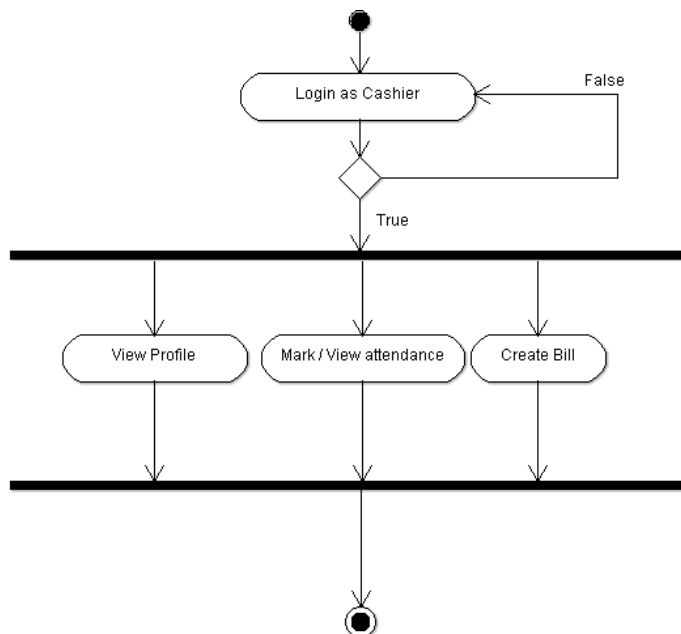 Login as Cashier
False
True
View Profile
Mark / View attendance
Create Bill